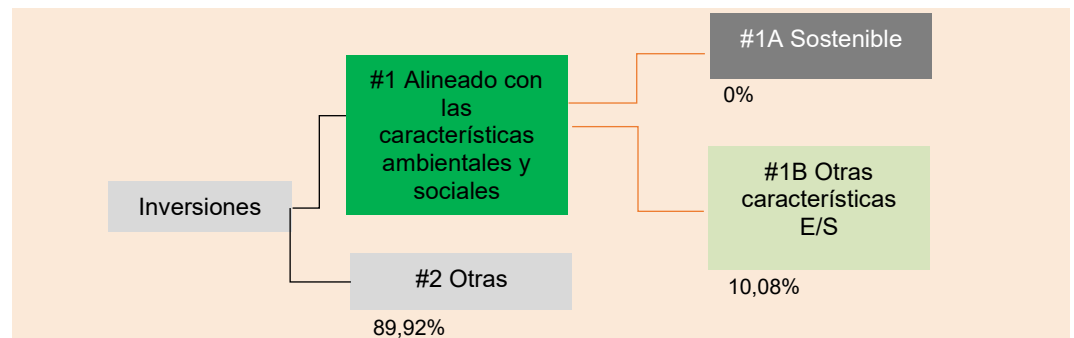 Inversiones
#1 Alineado con
las
características
ambientales y
sociales
#2 Otras
89,92%
#1A Sostenible
0%
#1B Otras
características
E/S
10,08%